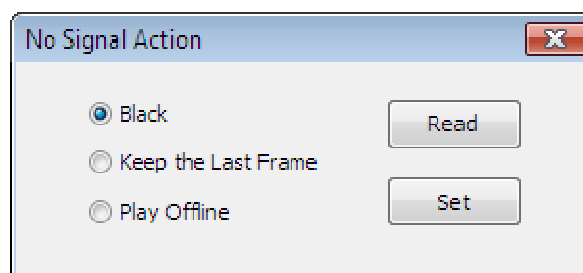 No Signal Action
Black
Read
Keep the Last Frame
Play Offline
Set